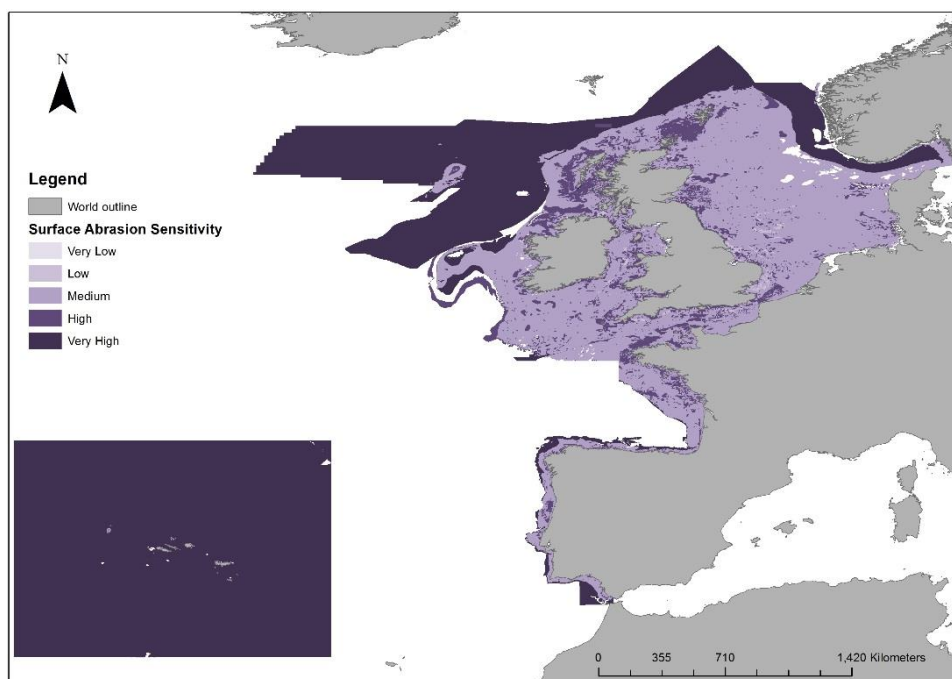 N
Legend
World outline
Surface Abrasion Sensitivity
Very Low
Low
Medium
High
Very High
0 355 710 1,420 Kilometers